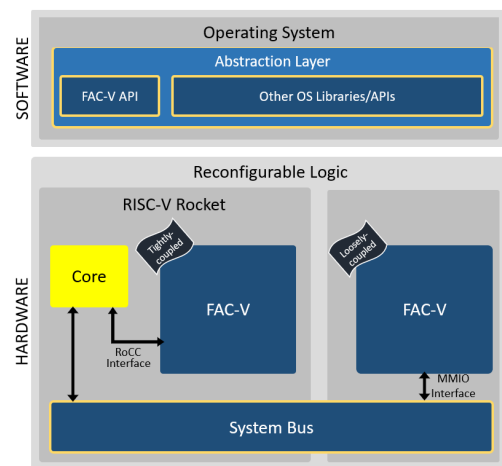 SOFTWARE
Operating System
Abstraction Layer
FAC-V API
Other OS Libraries/APIs
HARDWARE
Reconfigurable Logic
RISC-V Rocket
Tightly-
coupled
Loosely-
coupled
Core
FAC-V
FAC-V
RoCC
Interface
MMIO
Interface
System Bus